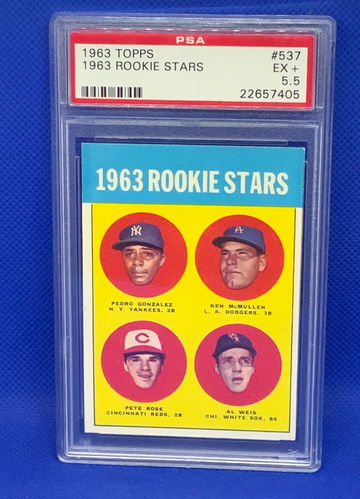 PSA
1963 TOPPS #537
1963 ROOKIE STARS EX +
5.5
22657405
1963 ROOKIE STARS
PEDRO GONZALEZ
N. Y. YANKEES, 2B
KEN McMULLEN
L. A. DODGERS, 3B
PETE ROSE
CINCINNATI REDS, 2B
AL WEIS
CHI. WHITE SOX, SS